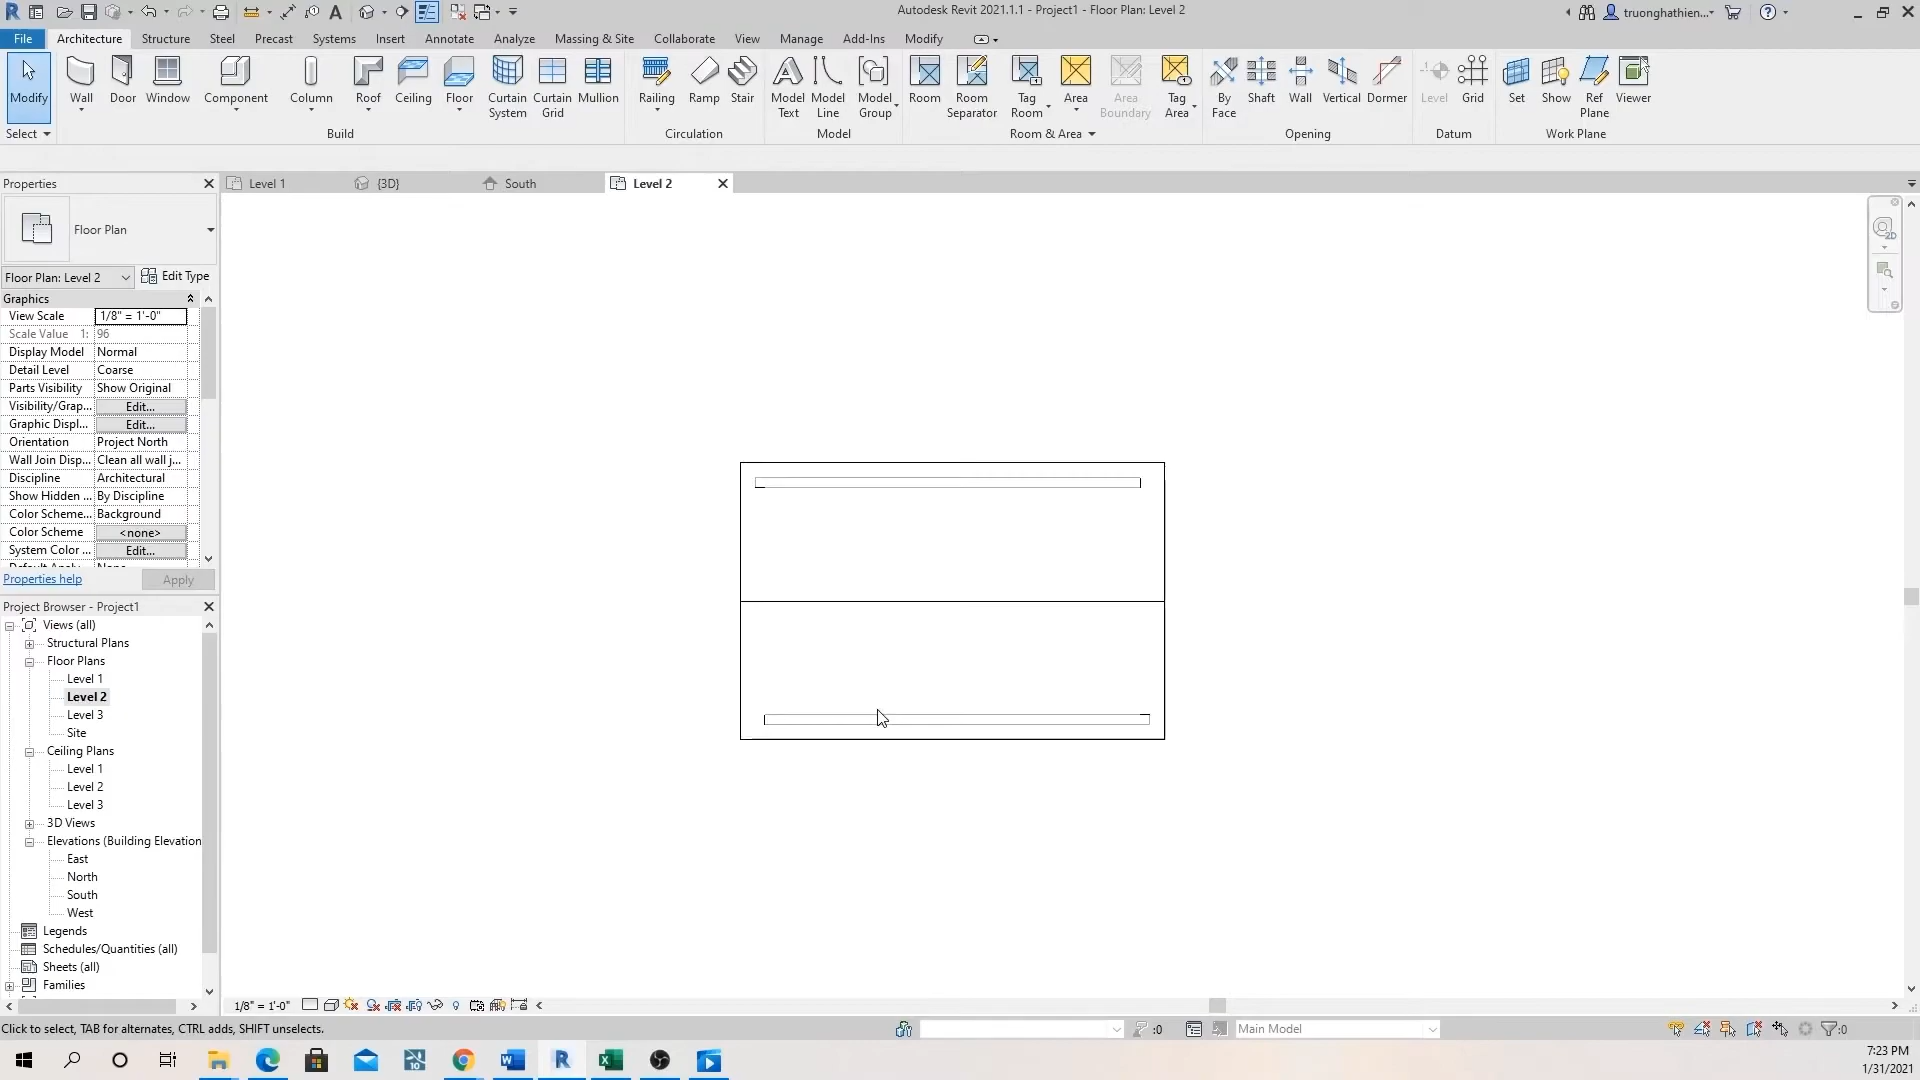 Autodesk Revit 2021.1.1 - Project1 - Floor Plan: Level 2
truonghathien...
File Architecture Structure Steel Precast Systems Insert Annotate Analyze Massing & Site Collaborate View Manage Add-Ins Modify
Modify Wall Door Window Component Column Roof Ceiling Floor Curtain System Curtain Grid Mullion Railing Ramp Stair Model Text Model Line Model Group Room Room Separator Tag Room Area Area Boundary Tag Area By Face Shaft Wall Vertical Dormer Level Grid Set Show Ref Plane Viewer
Select Build Circulation Model Room & Area Opening Datum Work Plane
Properties
Level 1 {3D} South Level 2
Floor Plan
Floor Plan: Level 2 Edit Type
Graphics
View Scale 1/8" = 1'-0"
Scale Value 1: 96
Display Model Normal
Detail Level Coarse
Parts Visibility Show Original
Visibility/Grap... Edit...
Graphic Displ... Edit...
Orientation Project North
Wall Join Disp... Clean all wall j...
Discipline Architectural
Show Hidden ... By Discipline
Color Scheme... Background
Color Scheme <none>
System Color ... Edit...
Properties help Apply
Project Browser - Project1
Views (all)
Structural Plans
Floor Plans
Level 1
Level 2
Level 3
Site
Ceiling Plans
Level 1
Level 2
Level 3
3D Views
Elevations (Building Elevation
East
North
South
West
Legends
Schedules/Quantities (all)
Sheets (all)
Families
1/8" = 1'-0"
Click to select, TAB for alternates, CTRL adds, SHIFT unselects.
:0
Main Model
:0
7:23 PM
1/31/2021